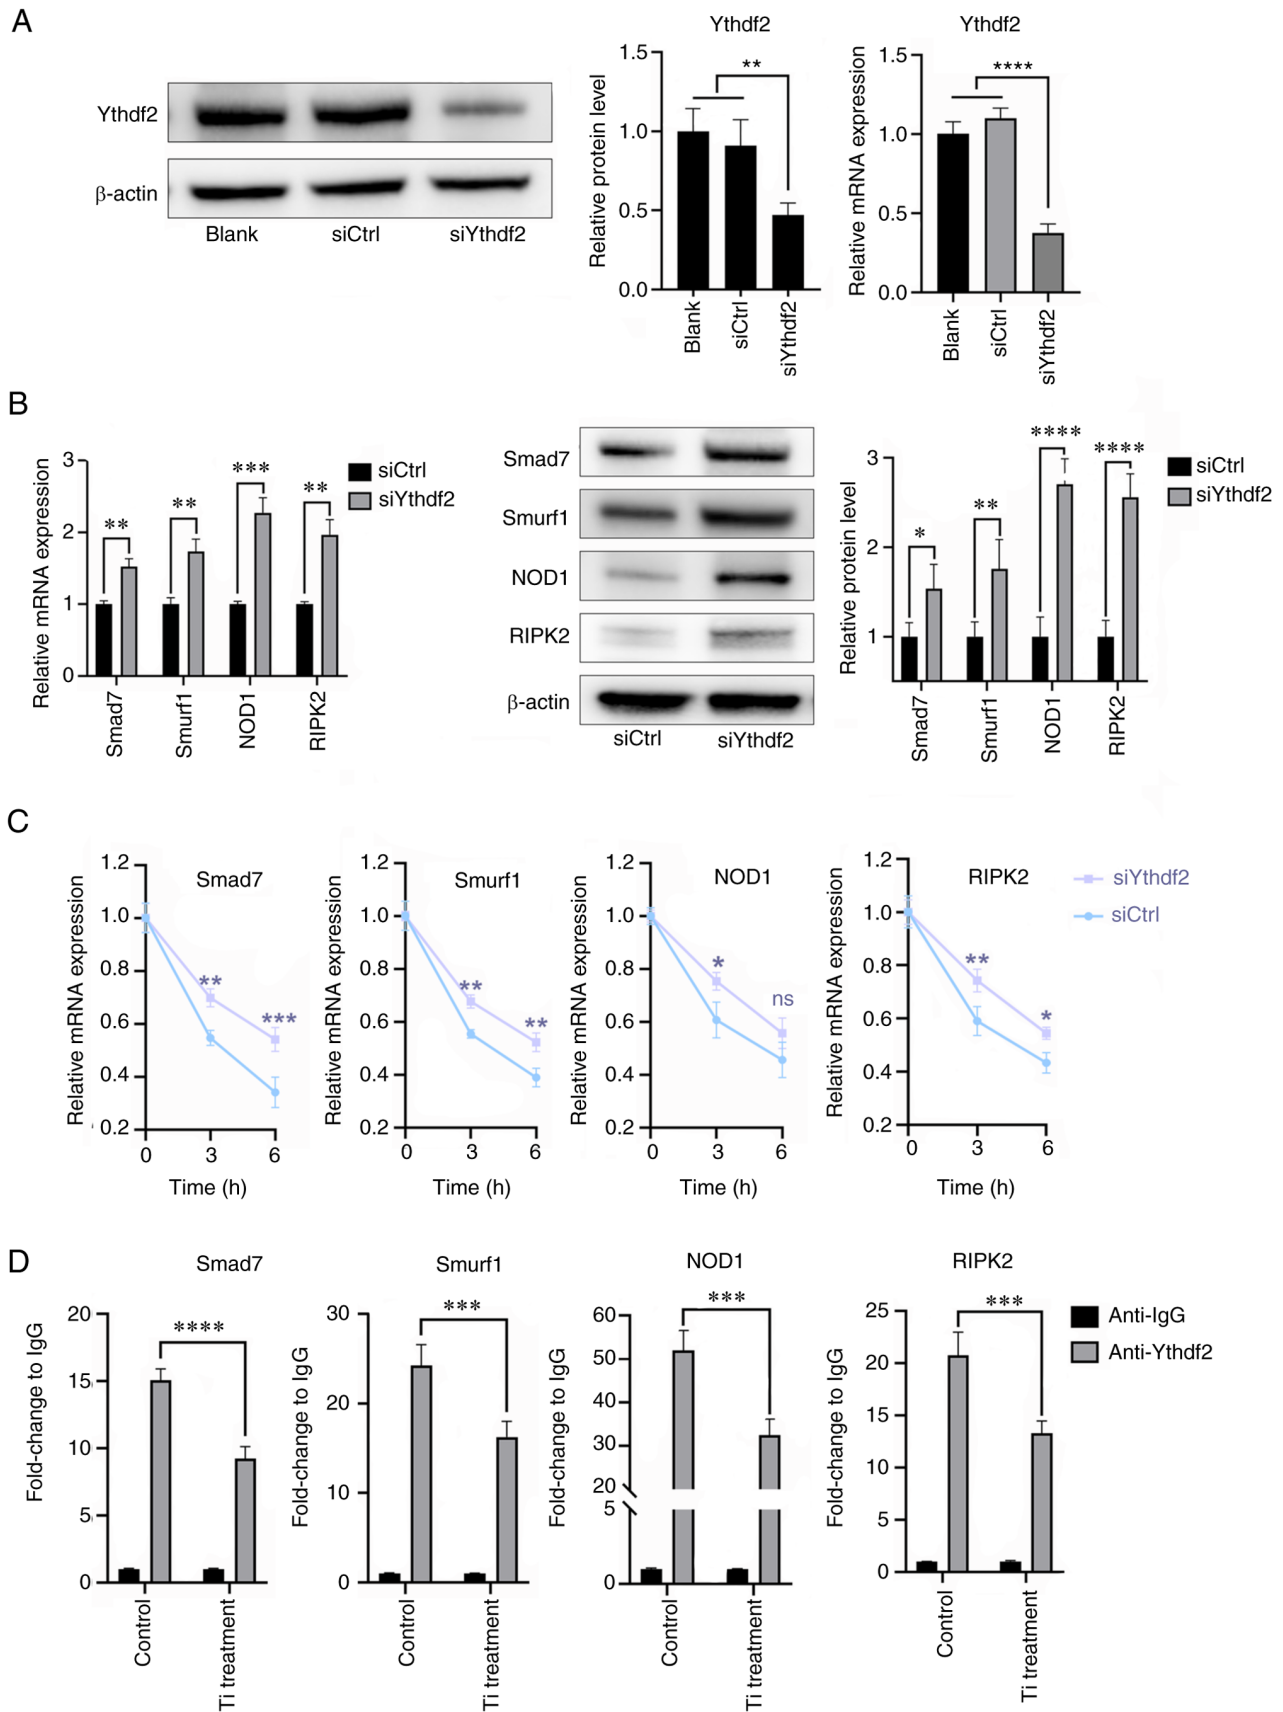 A
Ythdf2
β-actin
Blank
siCtrl
siYthdf2
Ythdf2
Relative protein level
1.5
1.0
0.5
0.0
**
Blank
siCtrl
siYthdf2
Ythdf2
Relative mRNA expression
1.5
1.0
0.5
0.0
****
Blank
siCtrl
siYthdf2
B
Relative mRNA expression
3
2
1
0
**
**
***
**
Smad7
Smurf1
NOD1
RIPK2
siCtrl
siYthdf2
Smad7
Smurf1
NOD1
RIPK2
β-actin
siCtrl
siYthdf2
Relative protein level
3
2
1
*
**
****
****
Smad7
Smurf1
NOD1
RIPK2
siCtrl
siYthdf2
C
Smad7
Relative mRNA expression
1.2
1.0
0.8
0.6
0.4
0.2
**
***
0
3
6
Time (h)
Smurf1
Relative mRNA expression
1.2
1.0
0.8
0.6
0.4
0.2
**
**
0
3
6
Time (h)
NOD1
Relative mRNA expression
1.2
1.0
0.8
0.6
0.4
0.2
*
ns
0
3
6
Time (h)
RIPK2
Relative mRNA expression
1.2
1.0
0.8
0.6
0.4
0.2
**
*
0
3
6
Time (h)
siYthdf2
siCtrl
D
Smad7
Fold-change to IgG
20
15
10
5
0
****
Control
Ti treatment
Smurf1
Fold-change to IgG
30
20
10
0
***
Control
Ti treatment
NOD1
Fold-change to IgG
60
50
40
30
20
5
0
***
Control
Ti treatment
RIPK2
Fold-change to IgG
25
20
15
10
5
0
***
Control
Ti treatment
Anti-IgG
Anti-Ythdf2